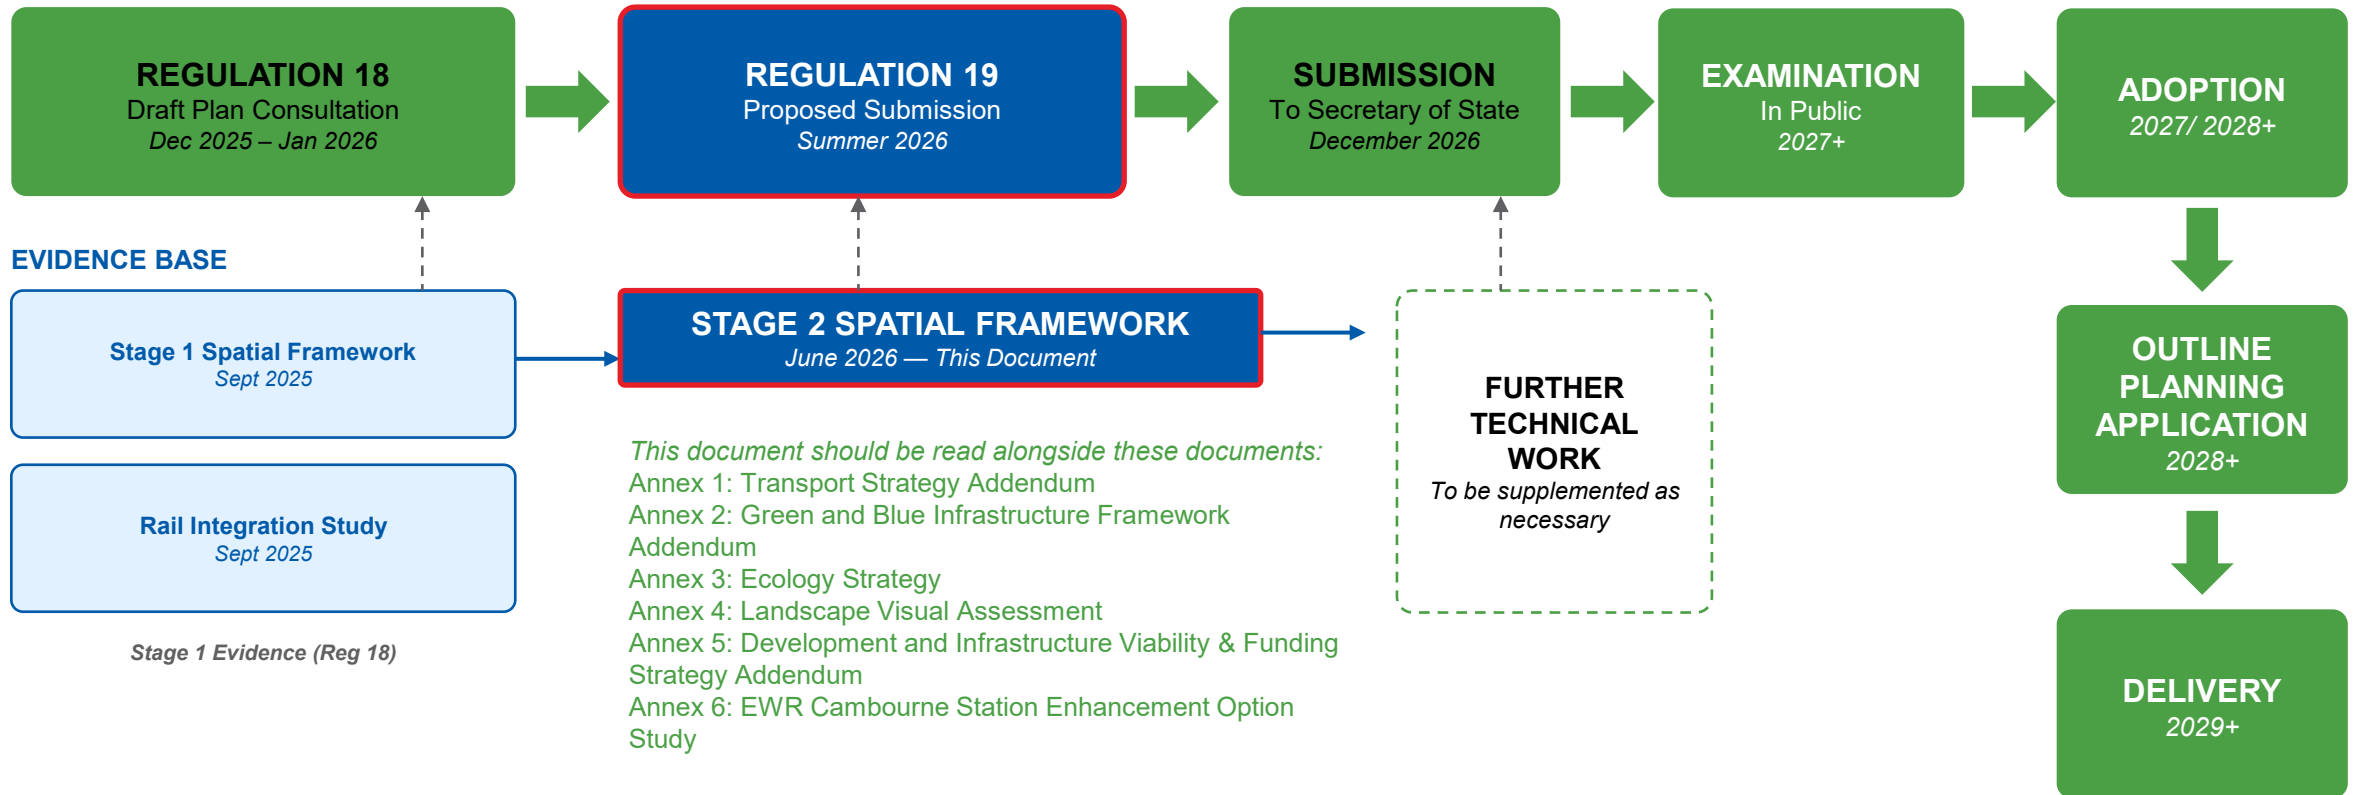 REGULATION 18
Draft Plan Consultation
Dec 2025 – Jan 2026
REGULATION 19
Proposed Submission
Summer 2026
SUBMISSION
To Secretary of State
December 2026
EXAMINATION
In Public
2027+
ADOPTION
2027/ 2028+
EVIDENCE BASE
Stage 1 Spatial Framework
Sept 2025
Rail Integration Study
Sept 2025
Stage 1 Evidence (Reg 18)
STAGE 2 SPATIAL FRAMEWORK
June 2026 — This Document
This document should be read alongside these documents:
Annex 1: Transport Strategy Addendum
Annex 2: Green and Blue Infrastructure Framework
Addendum
Annex 3: Ecology Strategy
Annex 4: Landscape Visual Assessment
Annex 5: Development and Infrastructure Viability & Funding
Strategy Addendum
Annex 6: EWR Cambourne Station Enhancement Option
Study
FURTHER
TECHNICAL
WORK
To be supplemented as
necessary
OUTLINE
PLANNING
APPLICATION
2028+
DELIVERY
2029+